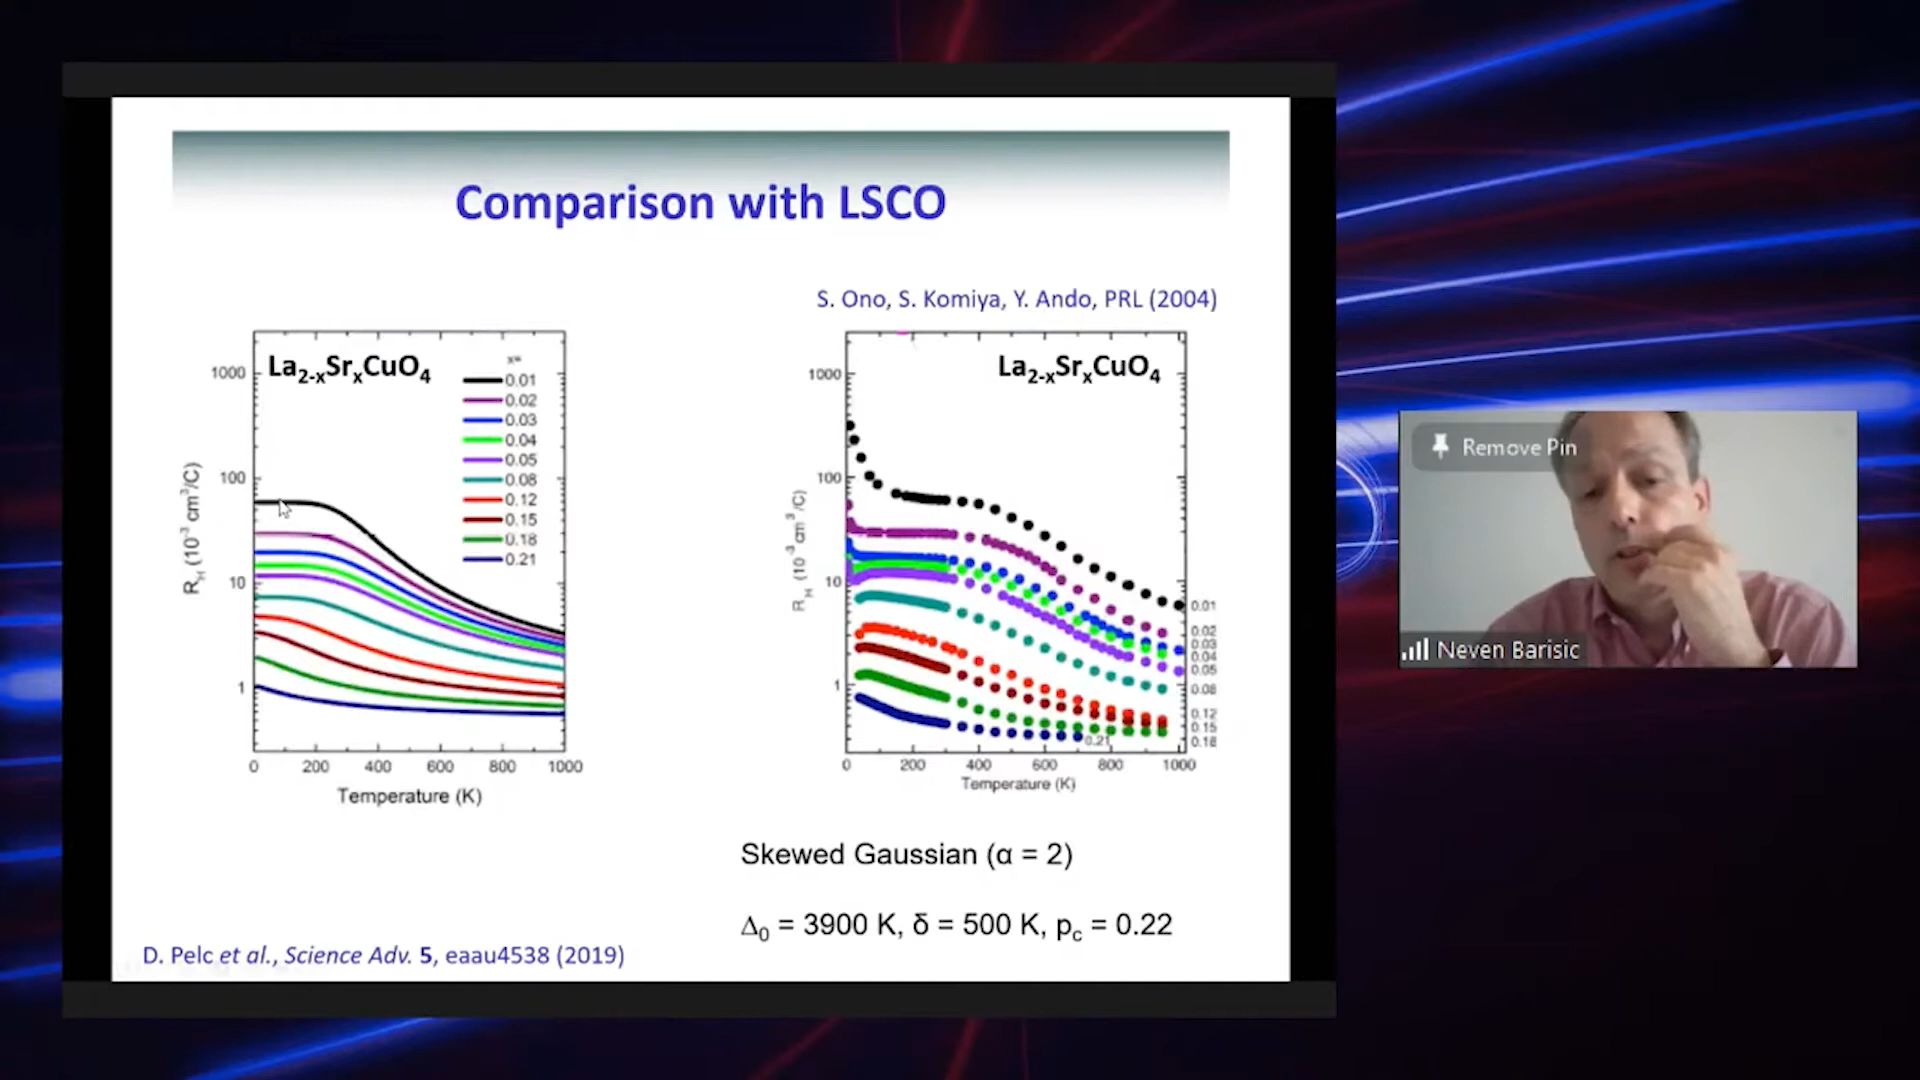 Comparison with LSCO
S. Ono, S. Komiya, Y. Ando, PRL (2004)
La2-xSrxCuO4
x=
0.01
0.02
0.03
0.04
0.05
0.08
0.12
0.15
0.18
0.21
1000
100
10
1
RH (10-3 cm3/C)
0 200 400 600 800 1000
Temperature (K)
La2-xSrxCuO4
1000
100
10
1
RH (10-3 cm3/C)
0.01
0.02
0.03
0.04
0.05
0.08
0.12
0.15
0.18
0.21
0 200 400 600 800 1000
Temperature (K)
Skewed Gaussian (α = 2)
Δ0 = 3900 K, δ = 500 K, pc = 0.22
D. Pelc et al., Science Adv. 5, eaau4538 (2019)
Remove Pin
Neven Barisic